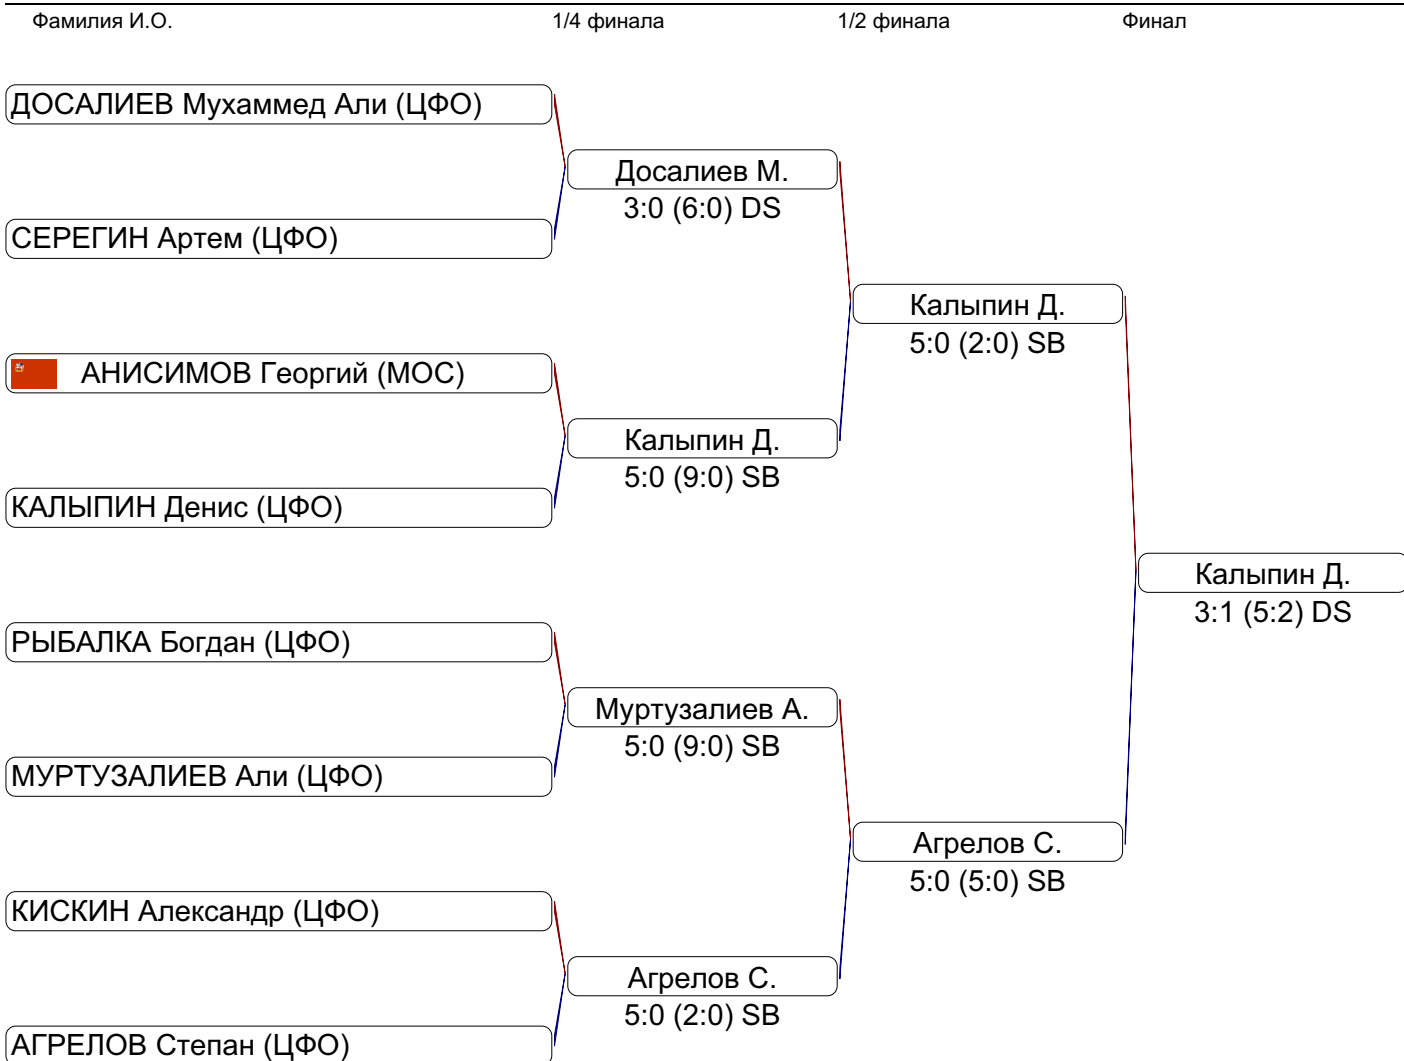 Фамилия И.О. 1/4 финала 1/2 финала Финал
ДОСАЛИЕВ Мухаммед Али (ЦФО)
Досалиев М.
3:0 (6:0) DS
СЕРЕГИН Артем (ЦФО)
Калыпин Д.
5:0 (2:0) SB
АНИСИМОВ Георгий (МОС)
Калыпин Д.
5:0 (9:0) SB
КАЛЫПИН Денис (ЦФО)
Калыпин Д.
3:1 (5:2) DS
РЫБАЛКА Богдан (ЦФО)
Муртузалиев А.
5:0 (9:0) SB
МУРТУЗАЛИЕВ Али (ЦФО)
Агрелов С.
5:0 (5:0) SB
КИСКИН Александр (ЦФО)
Агрелов С.
5:0 (2:0) SB
АГРЕЛОВ Степан (ЦФО)